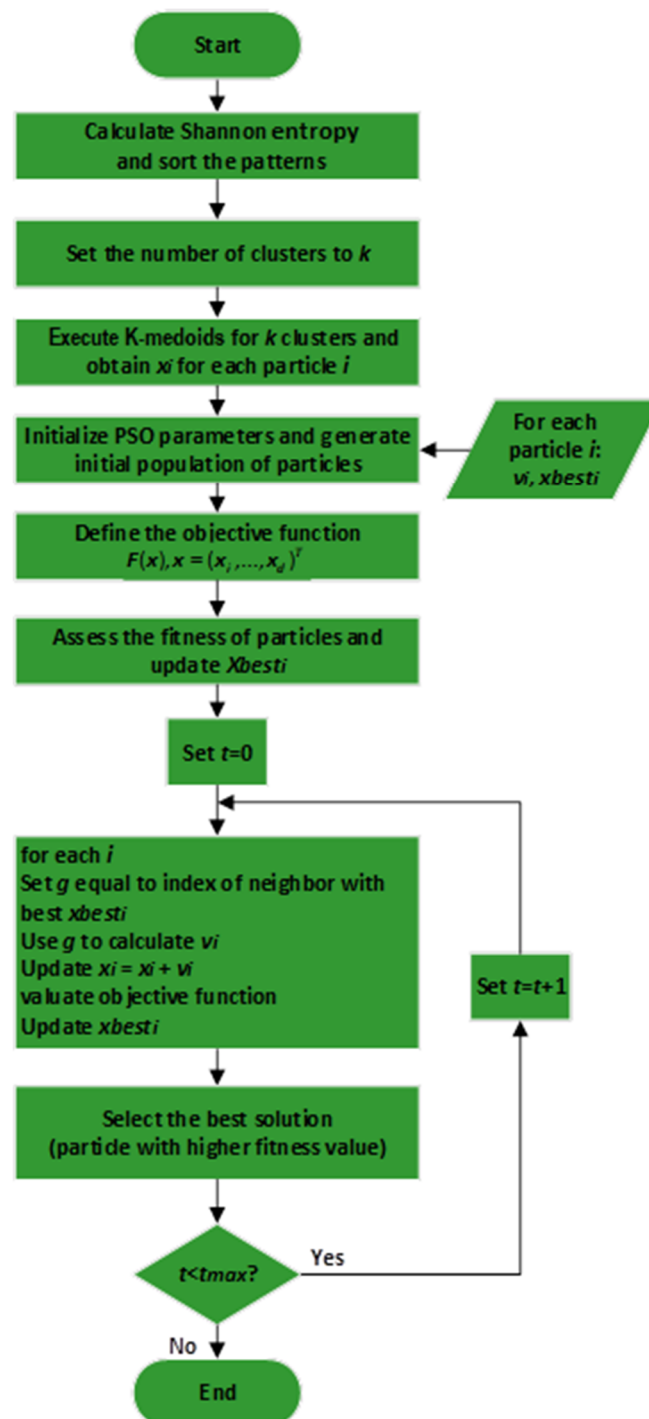 Start
Calculate Shannon entropy
and sort the patterns
Set the number of clusters to k
Execute K-medoids for k clusters and
obtain xi for each particle i
Initialize PSO parameters and generate
initial population of particles
For each
particle i:
vi, xbesti
Define the objective function
F(x), x = (x_i,...,x_d)^T
Assess the fitness of particles and
update Xbesti
Set t=0
for each i
Set g equal to index of neighbor with
best xbesti
Use g to calculate vi
Update xi = xi + vi
valuate objective function
Update xbesti
Set t=t+1
Select the best solution
(particle with higher fitness value)
t<tmax?
Yes
No
End